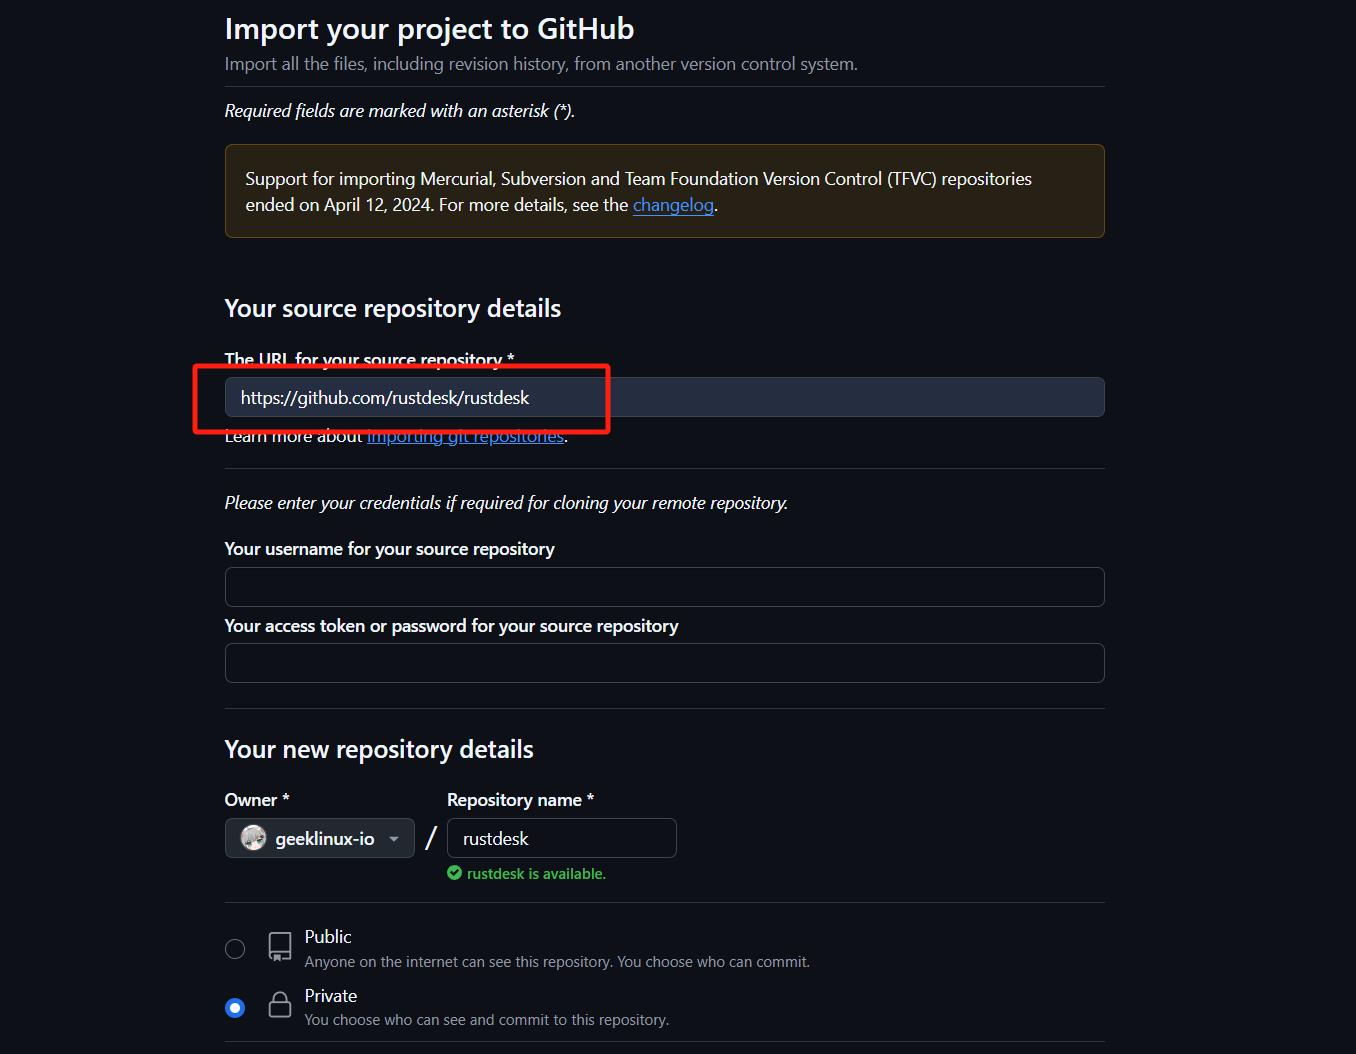 Import your project to GitHub
Import all the files, including revision history, from another version control system.
Required fields are marked with an asterisk (*).
Support for importing Mercurial, Subversion and Team Foundation Version Control (TFVC) repositories
ended on April 12, 2024. For more details, see the changelog.
Your source repository details
The URL for your source repository *
https://github.com/rustdesk/rustdesk
Learn more about importing git repositories.
Please enter your credentials if required for cloning your remote repository.
Your username for your source repository
Your access token or password for your source repository
Your new repository details
Owner *
Repository name *
geeklinux-io / rustdesk
rustdesk is available.
Public
Anyone on the internet can see this repository. You choose who can commit.
Private
You choose who can see and commit to this repository.